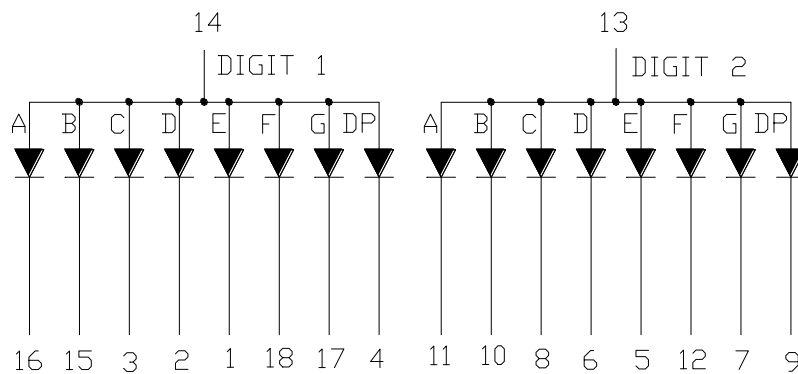 14 13
DIGIT 1 DIGIT 2
A B C D E F G DP A B C D E F G DP
16 15 3 2 1 18 17 4 11 10 8 6 5 12 7 9